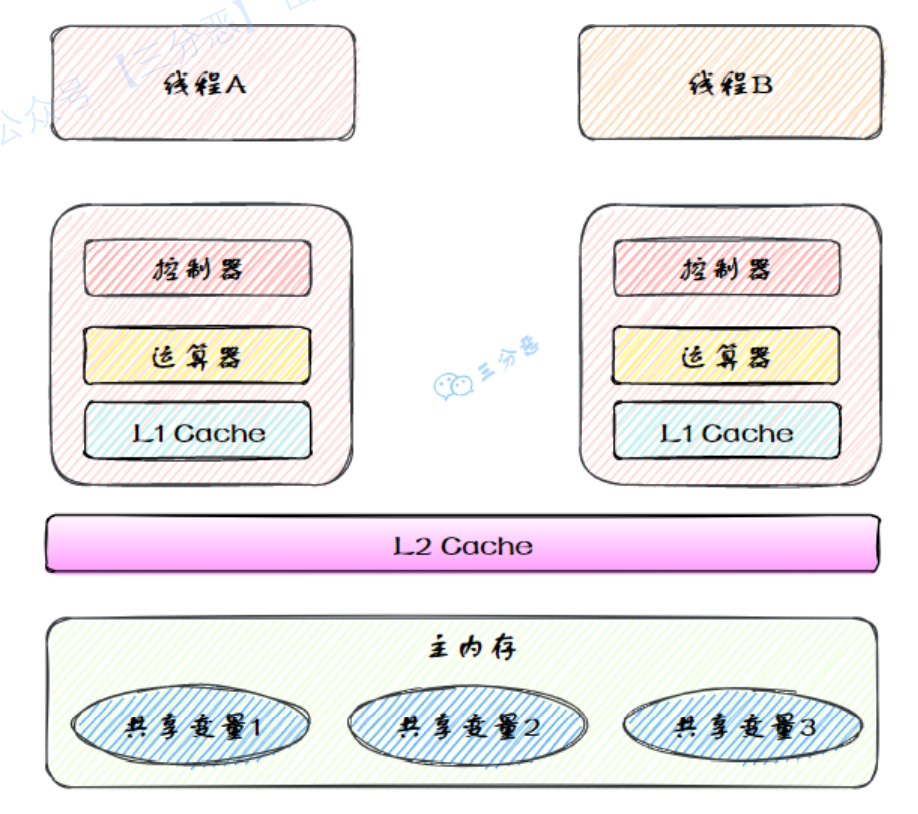 公众号【三分恶】
线程A
线程B
控制器
控制器
运算器
运算器
L1 Cache
L1 Cache
三分恶
L2 Cache
主内存
共享变量1
共享变量2
共享变量3